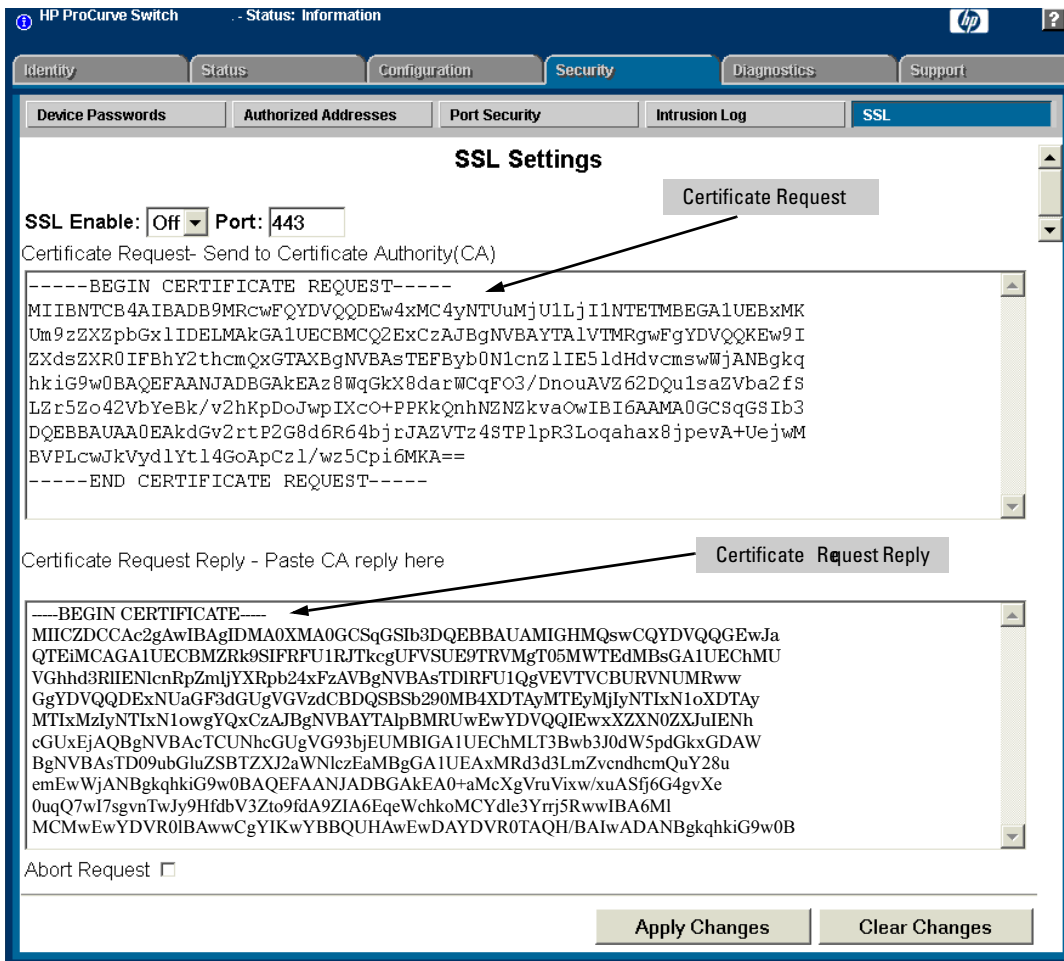 HP ProCurve Switch . - Status: Information
hp
?
Identity Status Configuration Security Diagnostics Support
Device Passwords Authorized Addresses Port Security Intrusion Log SSL
SSL Settings
Certificate Request
SSL Enable: Off Port: 443
Certificate Request- Send to Certificate Authority(CA)
-----BEGIN CERTIFICATE REQUEST-----
MIIBNTCB4AIBADB9MRcwFQYDVQQDEw4xMC4yNTUuMjU1LjI1NTETMBEGA1UEBxMK
Um9zZXZpbGxlIDELMAkGA1UECBMCQ2ExCzAJBgNVBAYTAlVTMRgwFgYDVQQKEw9I
ZXdsZXR0IFBhY2thcmQxGTAXBgNVBAsTEFByb0N1cnZlIE5ldHdvcmswWjANBgkq
hkiG9w0BAQEFAANJADBGAkEAz8WqGkX8darWCqFO3/DnouAVZ62DQu1saZVba2fS
LZr5Zo42VbYeBk/v2hKpDoJwpIXcO+PPKkQnhNZNZkvaOwIBI6AAMA0GCSqGSIb3
DQEBBAUAA0EAkdGv2rtP2G8d6R64bjrJAZVTz4STPlpR3Loqahax8jpevA+UejwM
BVPLcwJkVydlYtl4GoApCzl/wz5Cpi6MKA==
-----END CERTIFICATE REQUEST-----
Certificate Request Reply - Paste CA reply here
Certificate Request Reply
-----BEGIN CERTIFICATE-----
MIICZDCCAc2gAwIBAgIDMA0XMA0GCSqGSIb3DQEBBAUAMIGHMQswCQYDVQQGEwJa
QTEiMCAGA1UECBMZRk9SIFRFU1RJTkcgUFVSUE9TRVMgT05MWTEdMBsGA1UEChMU
VGhhd3RlIENlcnRpZmljYXRpb24xFzAVBgNVBAsTDlRFU1QgVEVTVCBURVNUMRww
GgYDVQQDExNUaGF3dGUgVGVzdCBDQSBSb290MB4XDTAyMTEyMjIyNTIxN1oXDTAy
MTIxMzIyNTIxN1owgYQxCzAJBgNVBAYTAlpBMRUwEwYDVQQIEwxXZXN0ZXJuIENh
cGUxEjAQBgNVBAcTCUNhcGUgVG93bjEUMBIGA1UEChMLT3Bwb3J0dW5pdGkxGDAW
BgNVBAsTD09ubGluZSBTZXJ2aWNlczEaMBgGA1UEAxMRd3d3LmZvcndhcmQuY28u
emEwWjANBgkqhkiG9w0BAQEFAANJADBGAkEA0+aMcXgVruVixw/xuASfj6G4gvXe
0uqQ7wI7sgvnTwJy9HfdbV3Zto9fdA9ZIA6EqeWchkoMCYdle3Yrrj5RwwIBA6Ml
MCMwEwYDVR0lBAwwCgYIKwYBBQUHAwEwDAYDVR0TAQH/BAIwADANBgkqhkiG9w0B
Abort Request
Apply Changes Clear Changes